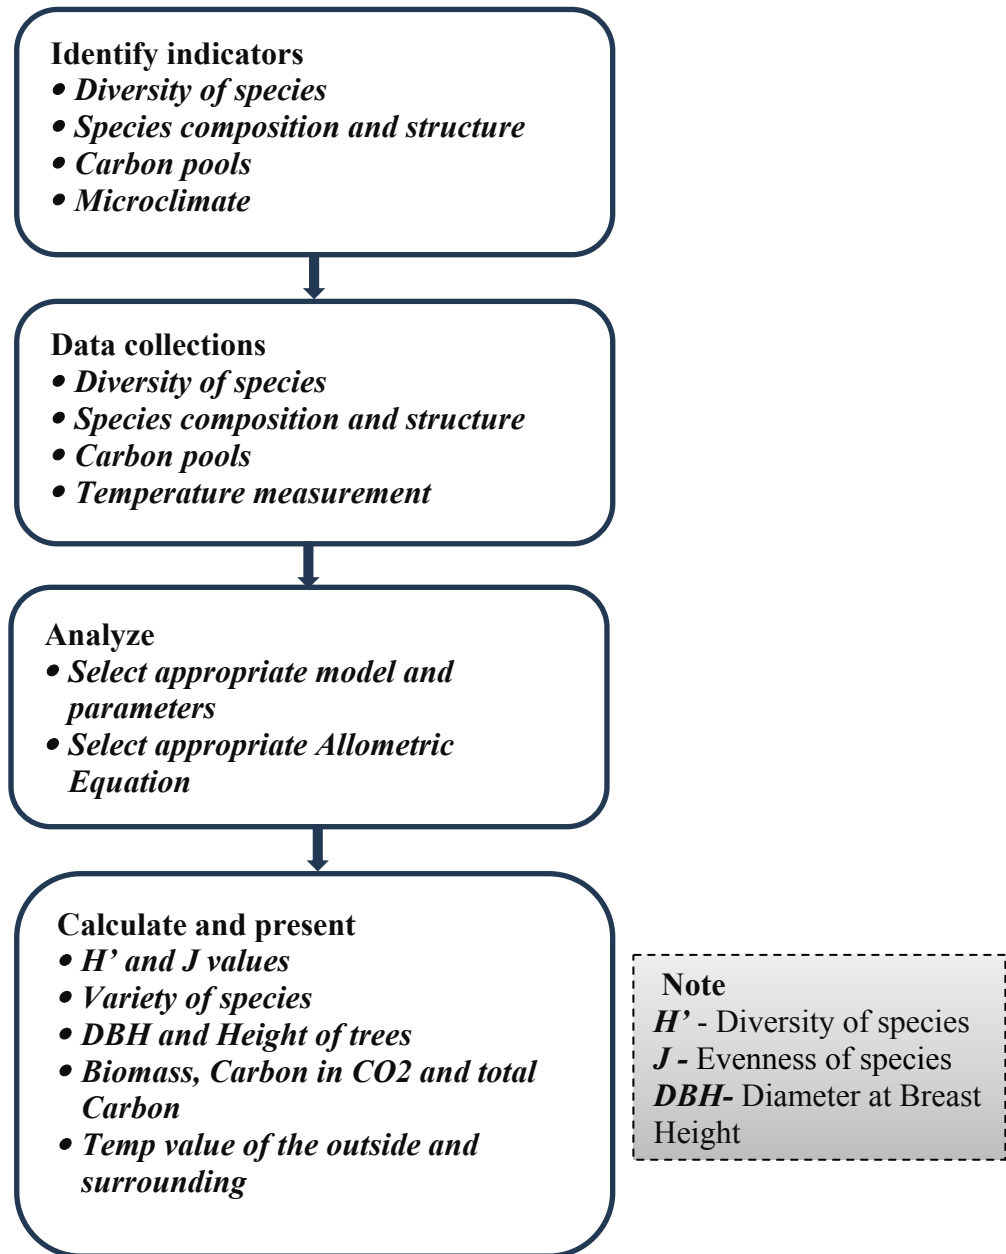 Identify indicators
• Diversity of species
• Species composition and structure
• Carbon pools
• Microclimate
Data collections
• Diversity of species
• Species composition and structure
• Carbon pools
• Temperature measurement
Analyze
• Select appropriate model and
parameters
• Select appropriate Allometric
Equation
Calculate and present
• H’ and J values
• Variety of species
• DBH and Height of trees
• Biomass, Carbon in CO2 and total
Carbon
• Temp value of the outside and
surrounding
Note
H’ - Diversity of species
J - Evenness of species
DBH- Diameter at Breast
Height